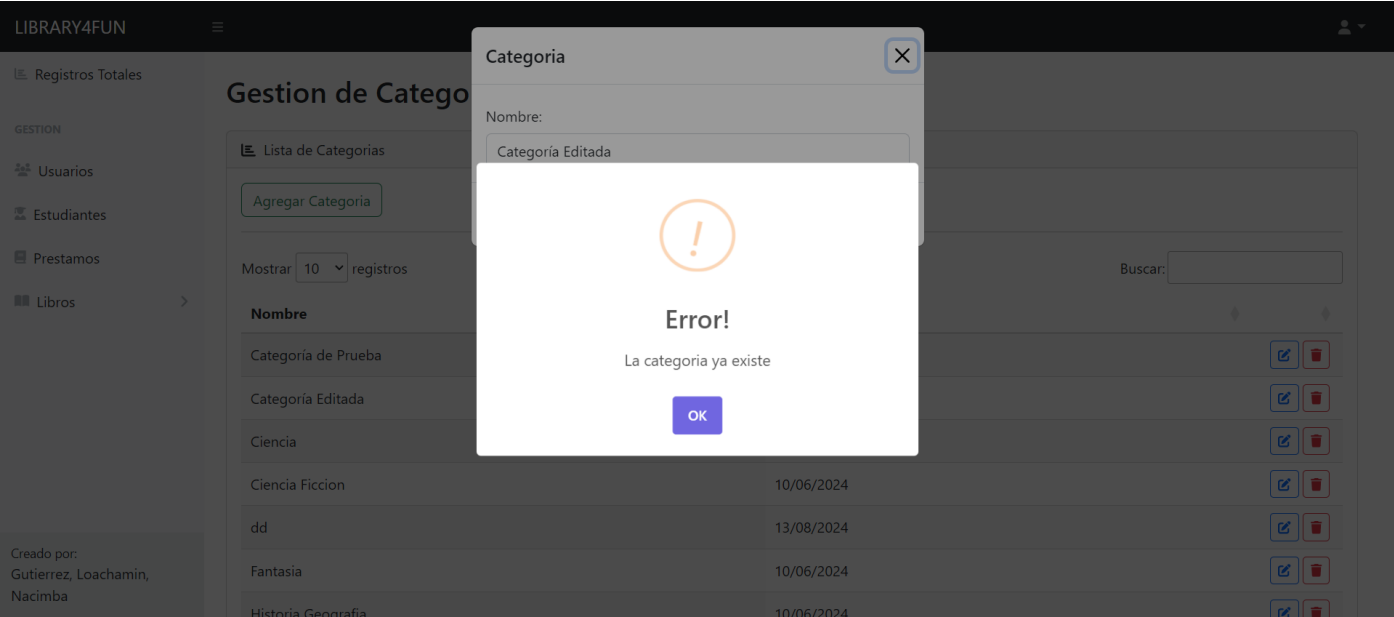 LIBRARY4FUN
Registros Totales
GESTION
Usuarios
Estudiantes
Prestamos
Libros
Creado por:
Gutierrez, Loachamin,
Nacimba
Gestion de Catego
Lista de Categorias
Agregar Categoria
Mostrar 10 registros
Buscar:
Nombre
Categoría de Prueba
Categoría Editada
Ciencia
Ciencia Ficcion 10/06/2024
dd 13/08/2024
Fantasia 10/06/2024
Historia Geografia 10/06/2024
Categoria
Nombre:
Categoría Editada
!
Error!
La categoria ya existe
OK